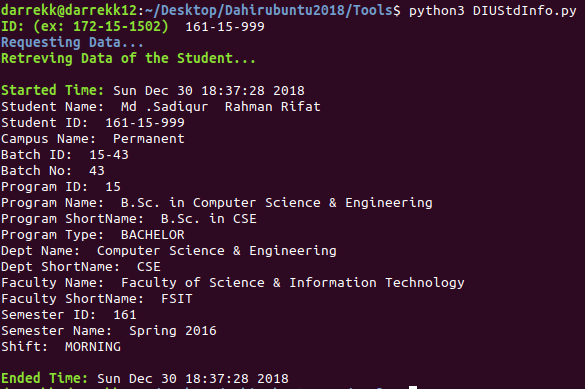 darrekk@darrekk12:~/Desktop/Dahirubuntu2018/Tools$ python3 DIUStdInfo.py
ID: (ex: 172-15-1502)  161-15-999
Requesting Data...
Retreving Data of the Student...

Started Time: Sun Dec 30 18:37:28 2018
Student Name:  Md .Sadiqur  Rahman Rifat
Student ID:  161-15-999
Campus Name:  Permanent
Batch ID:  15-43
Batch No:  43
Program ID:  15
Program Name:  B.Sc. in Computer Science & Engineering
Program ShortName:  B.Sc. in CSE
Program Type:  BACHELOR
Dept Name:  Computer Science & Engineering
Dept ShortName:  CSE
Faculty Name:  Faculty of Science & Information Technology
Faculty ShortName:  FSIT
Semester ID:  161
Semester Name:  Spring 2016
Shift:  MORNING

Ended Time: Sun Dec 30 18:37:28 2018